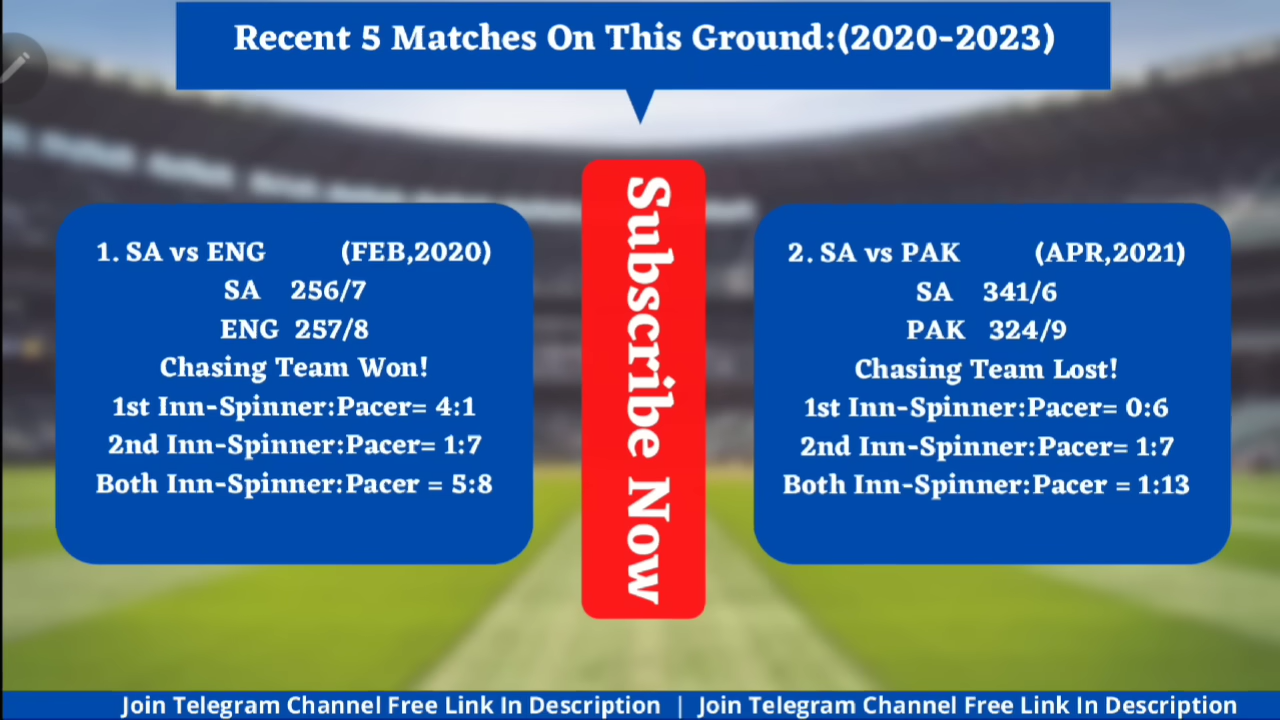 Recent 5 Matches On This Ground:(2020-2023)
1. SA vs ENG (FEB,2020)
SA 256/7
ENG 257/8
Chasing Team Won!
1st Inn-Spinner:Pacer= 4:1
2nd Inn-Spinner:Pacer= 1:7
Both Inn-Spinner:Pacer = 5:8
Subscribe Now
2. SA vs PAK (APR,2021)
SA 341/6
PAK 324/9
Chasing Team Lost!
1st Inn-Spinner:Pacer= 0:6
2nd Inn-Spinner:Pacer= 1:7
Both Inn-Spinner:Pacer = 1:13
Join Telegram Channel Free Link In Description | Join Telegram Channel Free Link In Description